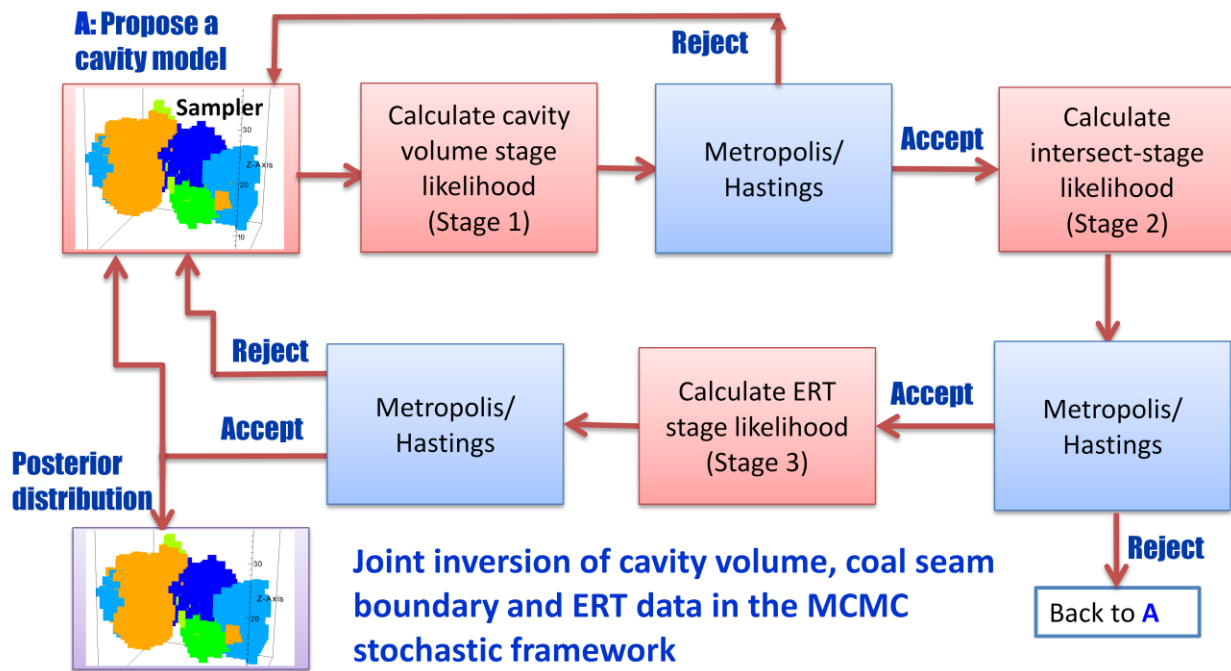 A: Propose a
cavity model
Reject
Sampler
30
Z-Axis
20
10
Calculate cavity
volume stage
likelihood
(Stage 1)
Metropolis/
Hastings
Accept
Calculate
intersect-stage
likelihood
(Stage 2)
Reject
Accept
Metropolis/
Hastings
Calculate ERT
stage likelihood
(Stage 3)
Accept
Metropolis/
Hastings
Reject
Back to A
Posterior
distribution
30
Z-Axis
20
Joint inversion of cavity volume, coal seam
boundary and ERT data in the MCMC
stochastic framework